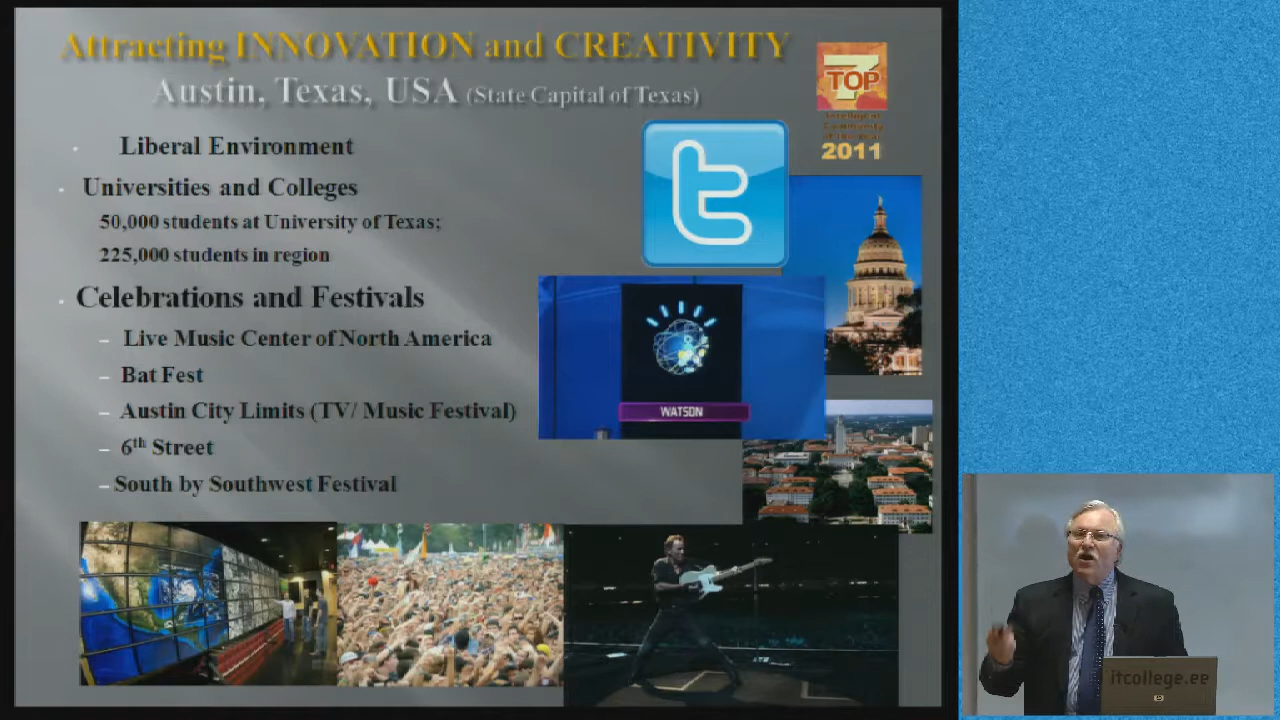 Attracting INNOVATION and CREATIVITY
Austin, Texas, USA (State Capital of Texas)
7
TOP
Intelligent
Community
2011
Liberal Environment
Universities and Colleges
50,000 students at University of Texas;
225,000 students in region
Celebrations and Festivals
– Live Music Center of North America
– Bat Fest
– Austin City Limits (TV/ Music Festival)
– 6th Street
– South by Southwest Festival
t
WATSON
itcollege.ee